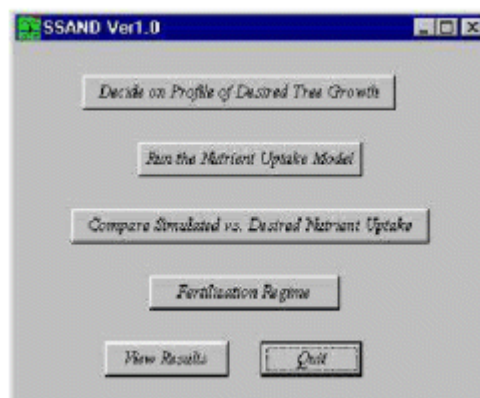 SSAND Ver1.0
Decide on Profile of Desired Tree Growth
Run the Nutrient Uptake Model
Compare Simulated vs. Desired Nutrient Uptake
Fertilization Regime
View Results Quit